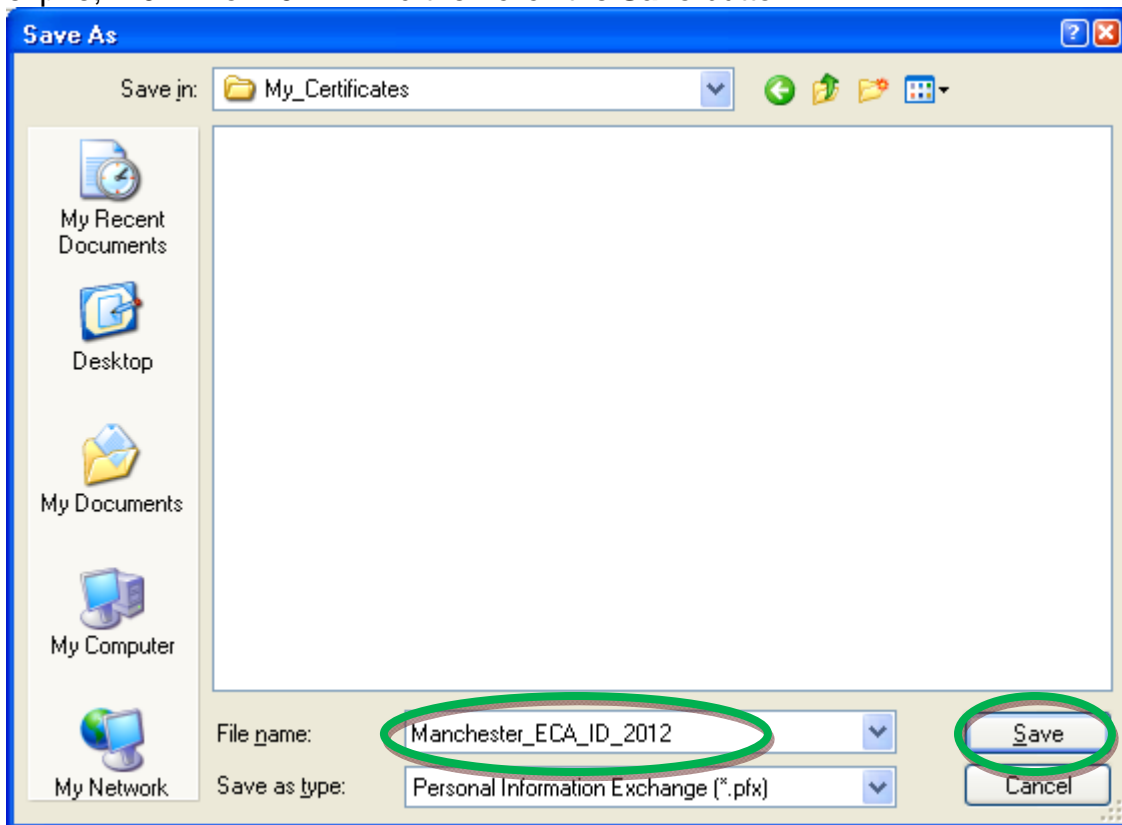 Save As
Save in: My_Certificates
My Recent
Documents
Desktop
My Documents
My Computer
My Network
File name: Manchester_ECA_ID_2012 Save
Save as type: Personal Information Exchange (*.pfx) Cancel